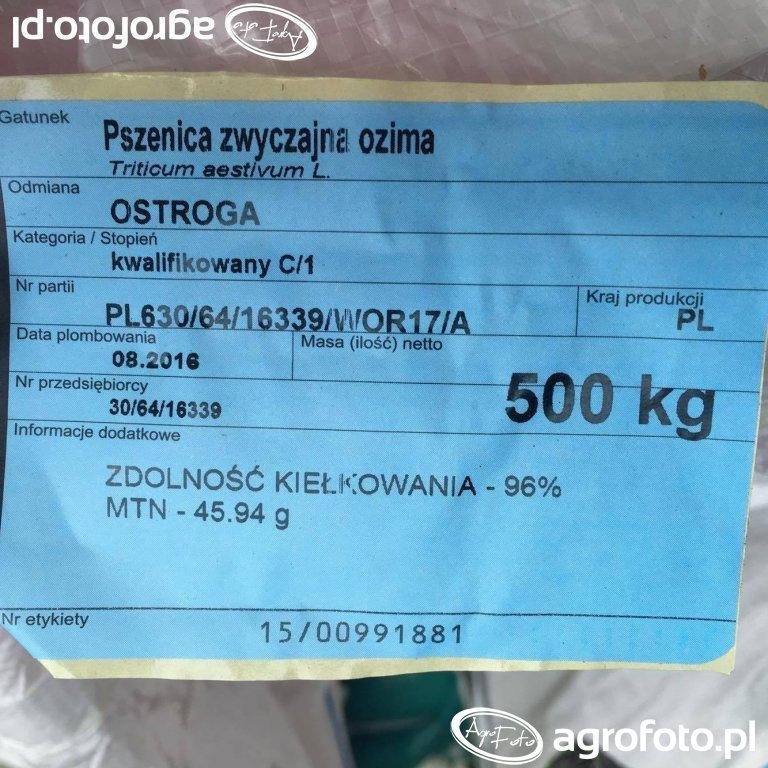 agrofoto.pl
AgroFoto
Gatunek
Pszenica zwyczajna ozima
Triticum aestivum L.
Odmiana
OSTROGA
Kategoria / Stopień
kwalifikowany C/1
Nr partii
PL630/64/16339/WOR17/A
Kraj produkcji
PL
Data plombowania
08.2016
Masa (ilość) netto
500 kg
Nr przedsiębiorcy
30/64/16339
Informacje dodatkowe
ZDOLNOŚĆ KIEŁKOWANIA - 96%
MTN - 45.94 g
Nr etykiety
15/00991881
AgroFoto
agrofoto.pl